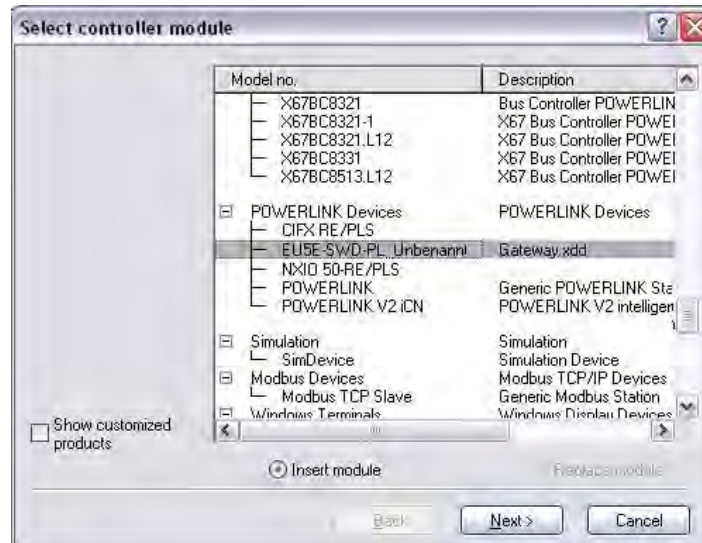 Select controller module
Model no. Description
X67BC8321 Bus Controller POWERLIN
X67BC8321-1 X67 Bus Controller POWEI
X67BC8321.L12 X67 Bus Controller POWEI
X67BC8331 X67 Bus Controller POWEI
X67BC8513.L12 X67 Bus Controller POWEI
POWERLINK Devices POWERLINK Devices
CIFX RE/PLS
EU5E-SWD-PL_Unbenannt Gateway.xdd
NXIO 50-RE/PLS
POWERLINK Generic POWERLINK Sta
POWERLINK V2 iCN POWERLINK V2 intelligen
Simulation Simulation
SimDevice Simulation Device
Modbus Devices Modbus TCP/IP Devices
Modbus TCP Slave Generic Modbus Station
Windows Terminals Windows Display Devices
Show customized
products
Insert module Replace module
Back Next > Cancel